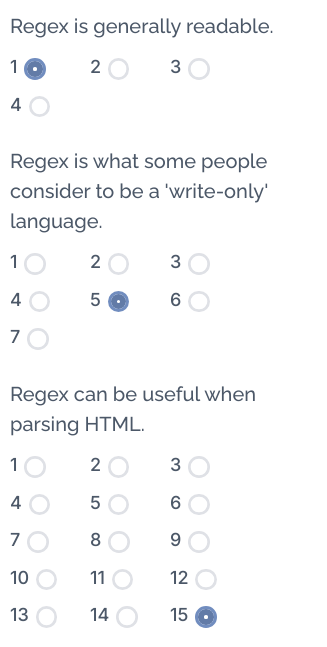 Regex is generally readable.
1 2 3
4
Regex is what some people
consider to be a 'write-only'
language.
1 2 3
4 5 6
7
Regex can be useful when
parsing HTML.
1 2 3
4 5 6
7 8 9
10 11 12
13 14 15